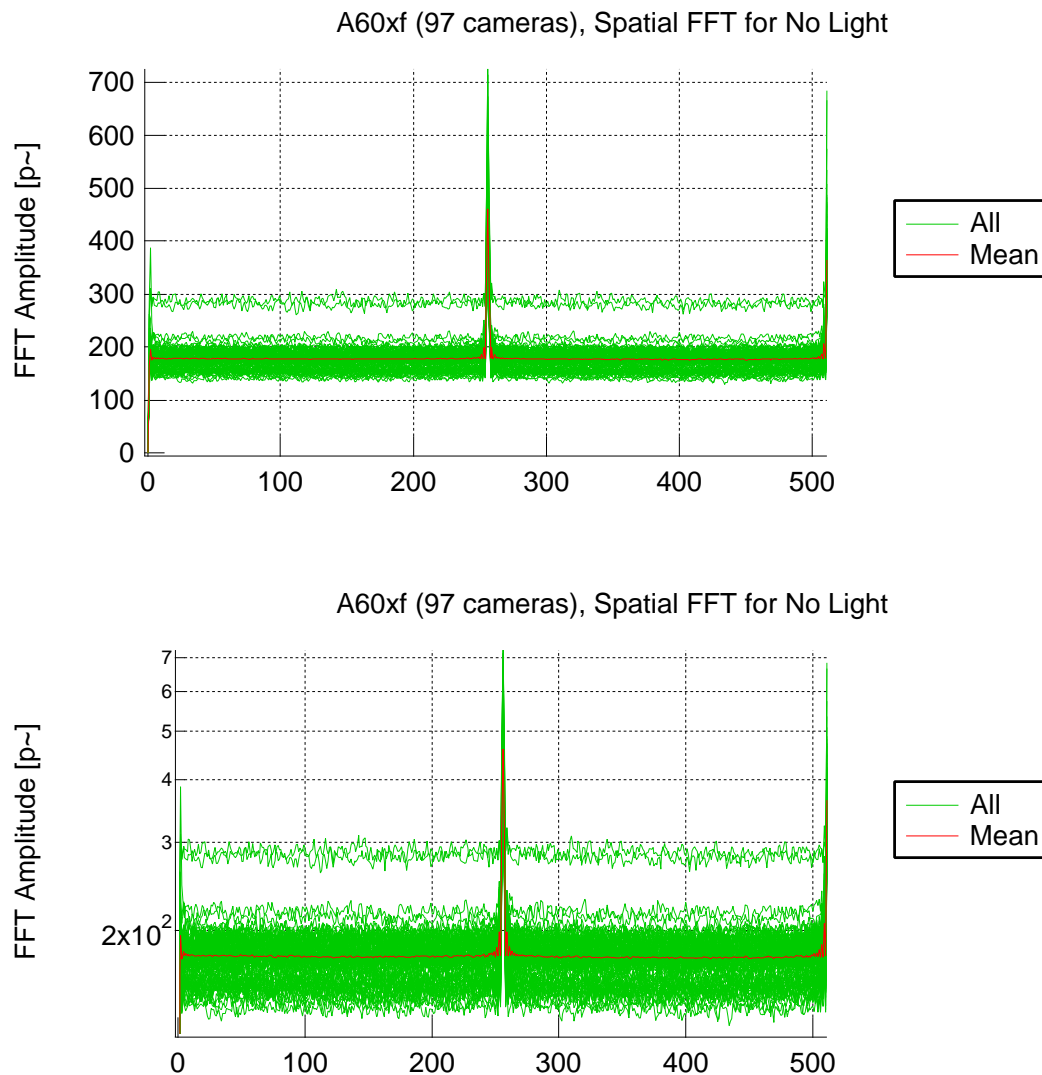 A60xf (97 cameras), Spatial FFT for No Light
FFT Amplitude [p~]
700
600
500
400
300
200
100
0
0 100 200 300 400 500
All
Mean
A60xf (97 cameras), Spatial FFT for No Light
FFT Amplitude [p~]
7
6
5
4
3
2x10²
0 100 200 300 400 500
All
Mean